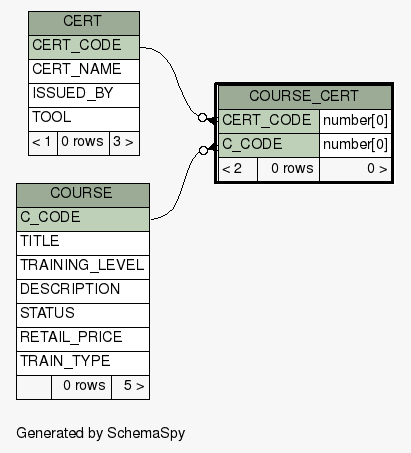 CERT
CERT_CODE
CERT_NAME
ISSUED_BY
TOOL
< 1 0 rows 3 >
COURSE_CERT
CERT_CODE number[0]
C_CODE number[0]
< 2 0 rows 0 >
COURSE
C_CODE
TITLE
TRAINING_LEVEL
DESCRIPTION
STATUS
RETAIL_PRICE
TRAIN_TYPE
0 rows 5 >
Generated by SchemaSpy